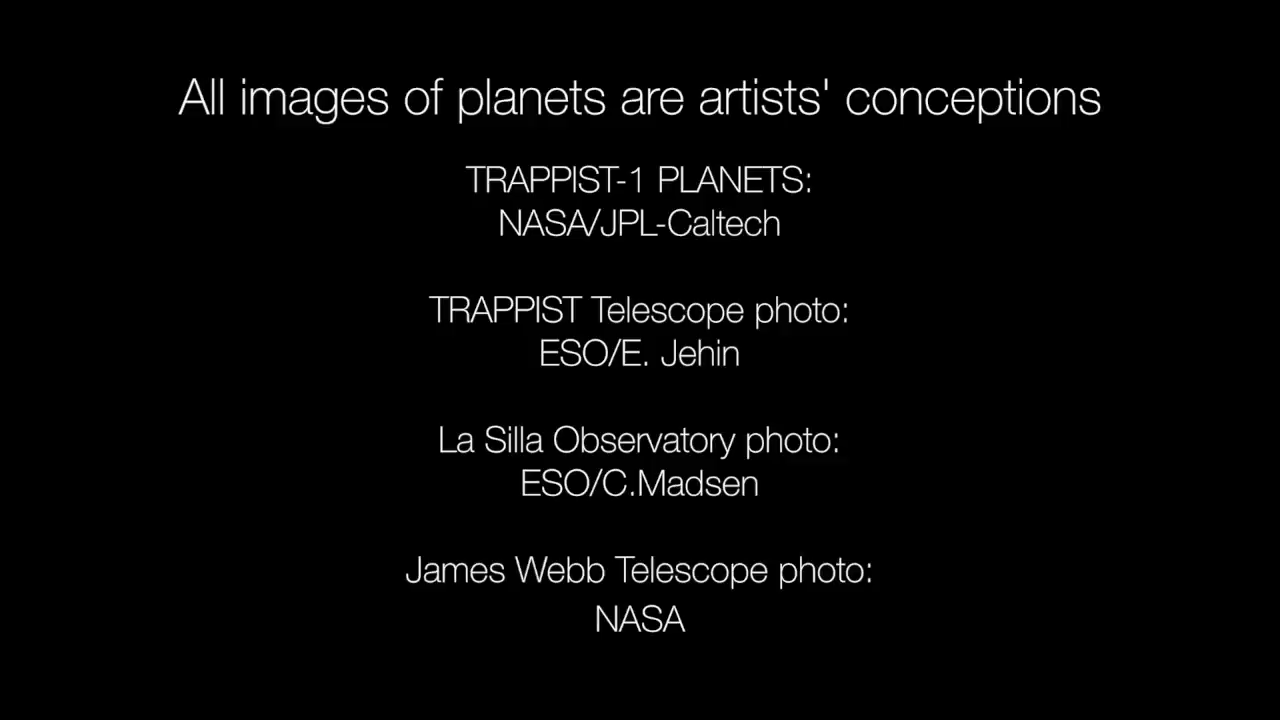 All images of planets are artists' conceptions
TRAPPIST-1 PLANETS:
NASA/JPL-Caltech
TRAPPIST Telescope photo:
ESO/E. Jehin
La Silla Observatory photo:
ESO/C.Madsen
James Webb Telescope photo:
NASA